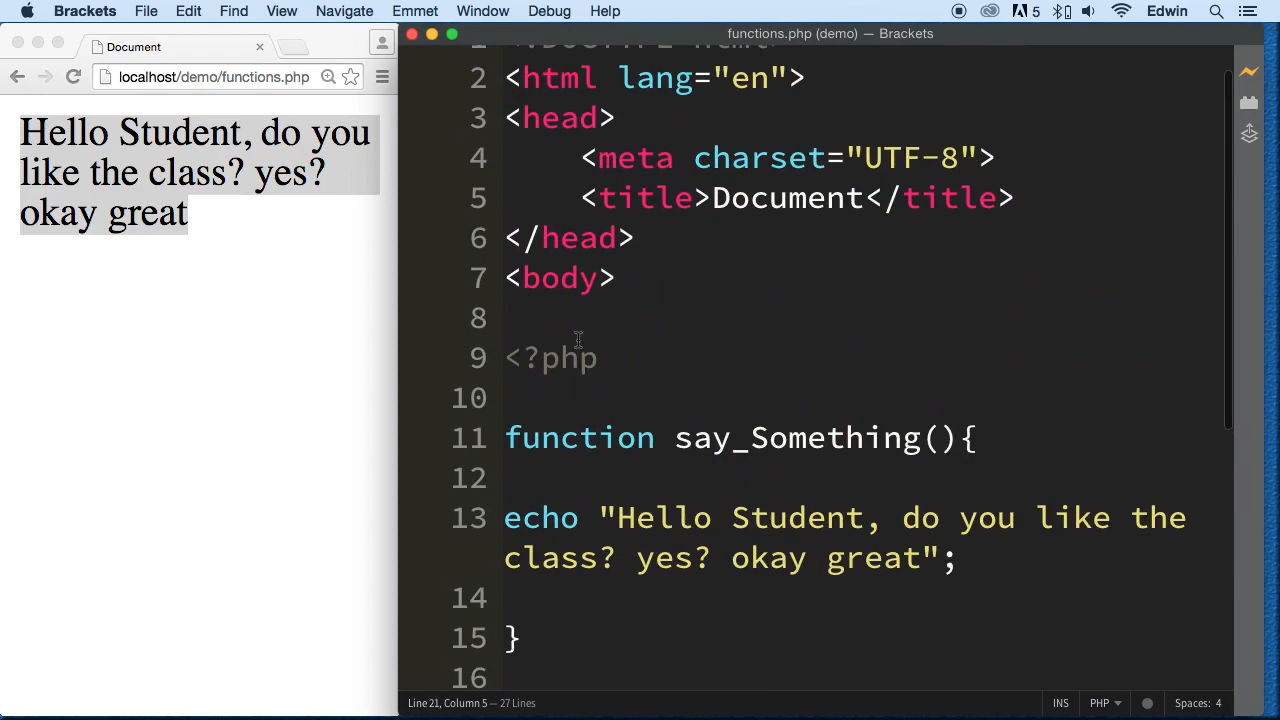 Brackets File Edit Find View Navigate Emmet Window Debug Help 5 Edwin
Document
localhost/demo/functions.php
Hello Student, do you
like the class? yes?
okay great
functions.php (demo) — Brackets
2 <html lang="en">
3 <head>
4 <meta charset="UTF-8">
5 <title>Document</title>
6 </head>
7 <body>
8
9 <?php
10
11 function say_Something(){
12
13 echo "Hello Student, do you like the
class? yes? okay great";
14
15 }
16
Line 21, Column 5 — 27 Lines INS PHP Spaces: 4